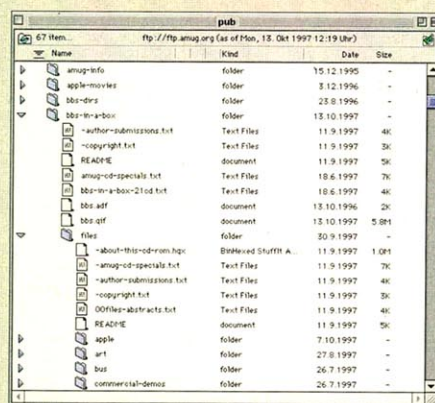 pub
67 item... ftp://ftp.amug.org (as of Mon, 13. Okt 1997 12:19 Uhr)
Name Kind Date Size
amug-info folder 15.12.1995 -
apple-movies folder 3.12.1996 -
bbs-dirs folder 23.8.1996 -
bbs-in-a-box folder 13.10.1997 -
-author-submissions.txt Text Files 11.9.1997 4K
-copyright.txt Text Files 11.9.1997 3K
README document 11.9.1997 5K
amug-cd-specials.txt Text Files 18.6.1997 7K
bbs-in-a-box-21cd.txt Text Files 18.6.1997 4K
bbs.adf document 13.10.1996 2K
bbs.qif document 13.10.1997 5.8M
files folder 30.9.1997 -
-about-this-cd-rom.hqx BinHexed StuffIt A... 11.9.1997 1.0M
-amug-cd-specials.txt Text Files 11.9.1997 7K
-author-submissions.txt Text Files 11.9.1997 4K
-copyright.txt Text Files 11.9.1997 3K
00files-abstracts.txt Text Files 11.9.1997 4K
README document 11.9.1997 5K
apple folder 7.10.1997 -
art folder 27.8.1997 -
bus folder 26.7.1997 -
commercial-demos folder 26.7.1997 -